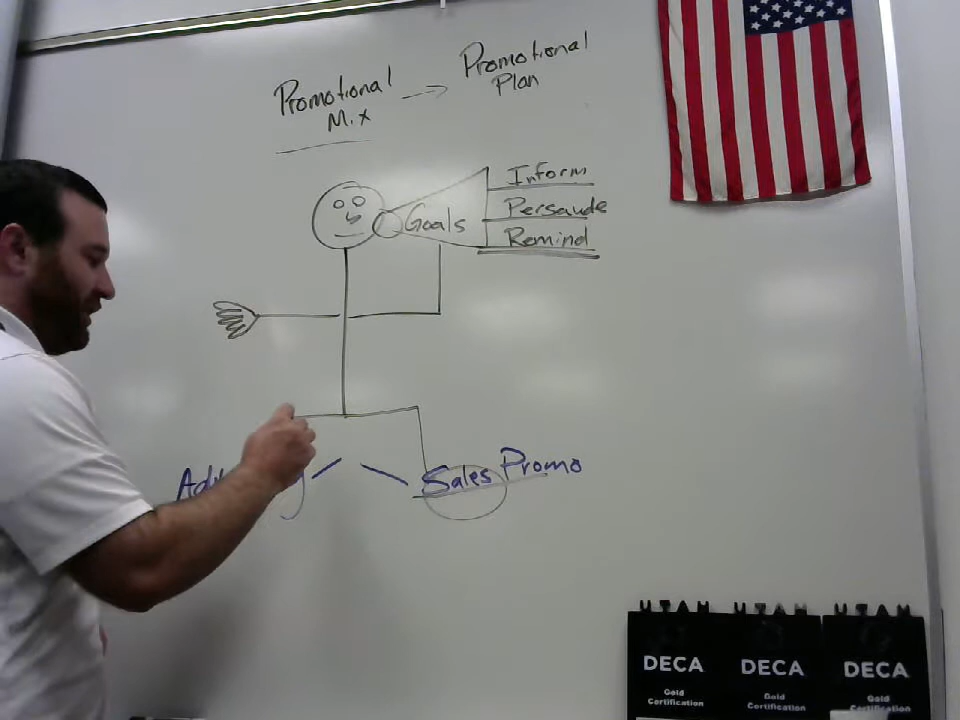 Promotional
Mix
Promotional
Plan
Goals
Inform
Persaude
Remind
Sales Promo
UTAH
DECA
Gold
Certification
UTAH
DECA
Gold
Certification
UTAH
DECA
Gold
Certification